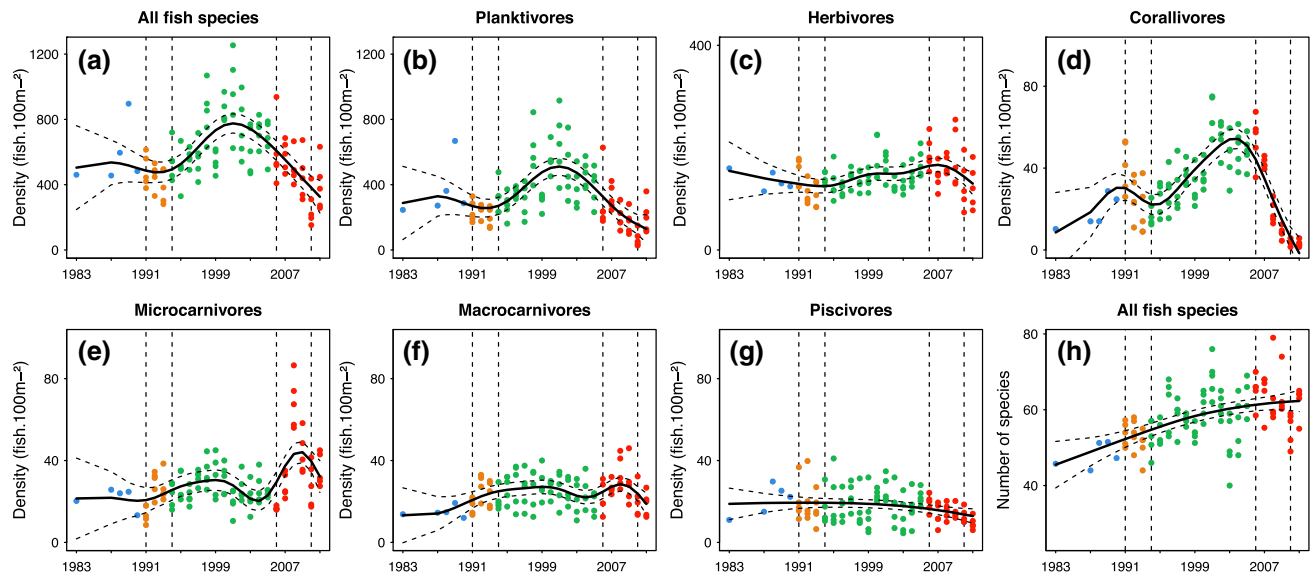 All fish species
Planktivores
Herbivores
Corallivores
(a)
(b)
(c)
(d)
Density (fish.100m−²)
1200
800
400
0
Density (fish.100m−²)
1200
800
400
0
Density (fish.100m−²)
400
0
Density (fish.100m−²)
80
40
0
1983 1991 1999 2007
1983 1991 1999 2007
1983 1991 1999 2007
1983 1991 1999 2007
Microcarnivores
Macrocarnivores
Piscivores
All fish species
(e)
(f)
(g)
(h)
Density (fish.100m−²)
80
40
0
Density (fish.100m−²)
80
40
0
Density (fish.100m−²)
80
40
0
Number of species
80
60
40
1983 1991 1999 2007
1983 1991 1999 2007
1983 1991 1999 2007
1983 1991 1999 2007